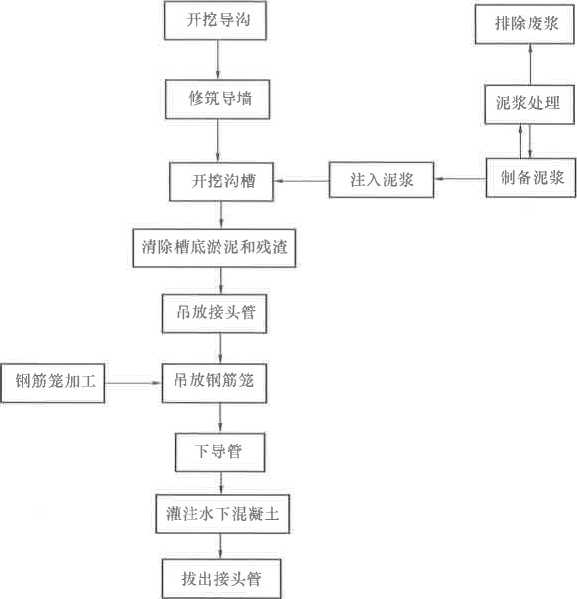 开挖导沟
排除废浆
修筑导墙
泥浆处理
开挖沟槽
注入泥浆
制备泥浆
清除槽底淤泥和残渣
吊放接头管
钢筋笼加工
吊放钢筋笼
下导管
灌注水下混凝土
拔出接头管